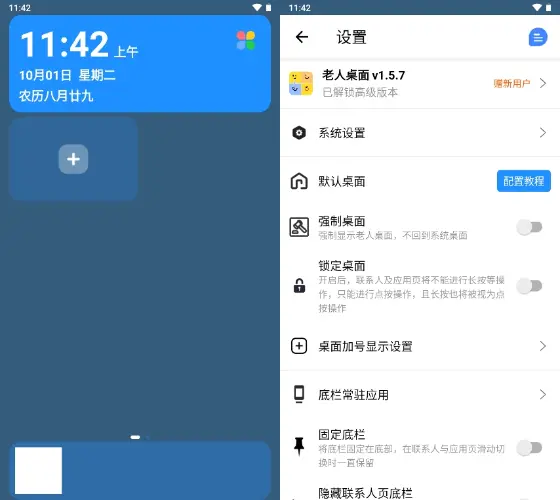 11:42
11:42 上午
10月01日 星期二
农历八月廿九
11:42
设置
老人桌面 v1.5.7
已解锁高级版本
赠新用户
系统设置
默认桌面
配置教程
强制桌面
强制显示老人桌面，不回到系统桌面
锁定桌面
开启后，联系人及应用页将不能进行长按等操
作，只能进行点按操作，且长按也将被视为点
按操作
桌面加号显示设置
底栏常驻应用
固定底栏
将底栏固定在底部，在联系人与应用页滑动切
换时一直保留
隐藏联系人页底栏